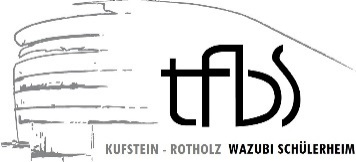 tfbs
KUFSTEIN - ROTHOLZ WAZUBI SCHÜLERHEIM